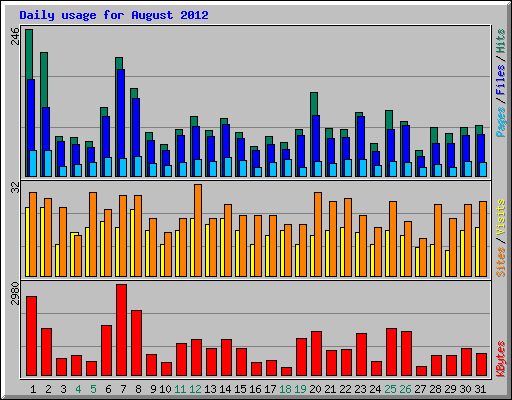 Daily usage for August 2012
246
Pages / Files / Hits
32
Sites / Visits
2980
KBytes
1 2 3 4 5 6 7 8 9 10 11 12 13 14 15 16 17 18 19 20 21 22 23 24 25 26 27 28 29 30 31